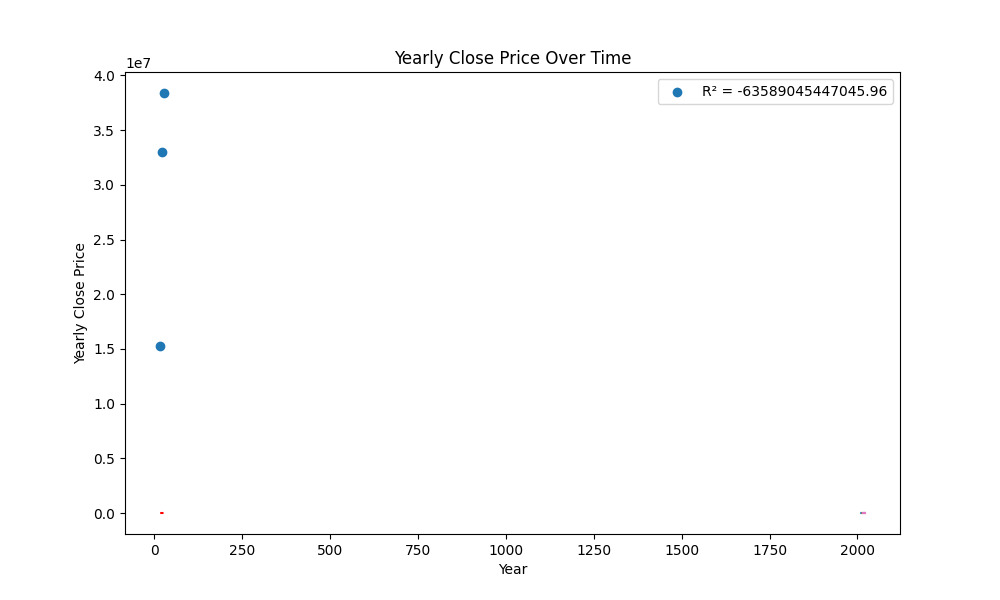 Yearly Close Price Over Time
1e7
R² = -63589045447045.96
4.0
3.5
3.0
2.5
2.0
1.5
1.0
0.5
0.0
Yearly Close Price
0 250 500 750 1000 1250 1500 1750 2000
Year